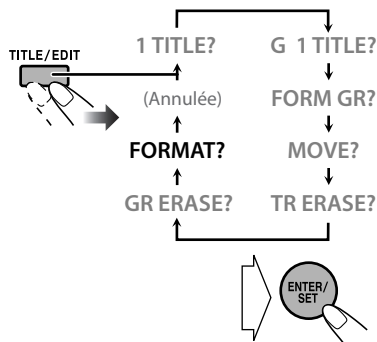 TITLE/EDIT
1 TITLE?
G 1 TITLE?
(Annulée)
FORM GR?
FORMAT?
MOVE?
GR ERASE?
TR ERASE?
ENTER/
SET